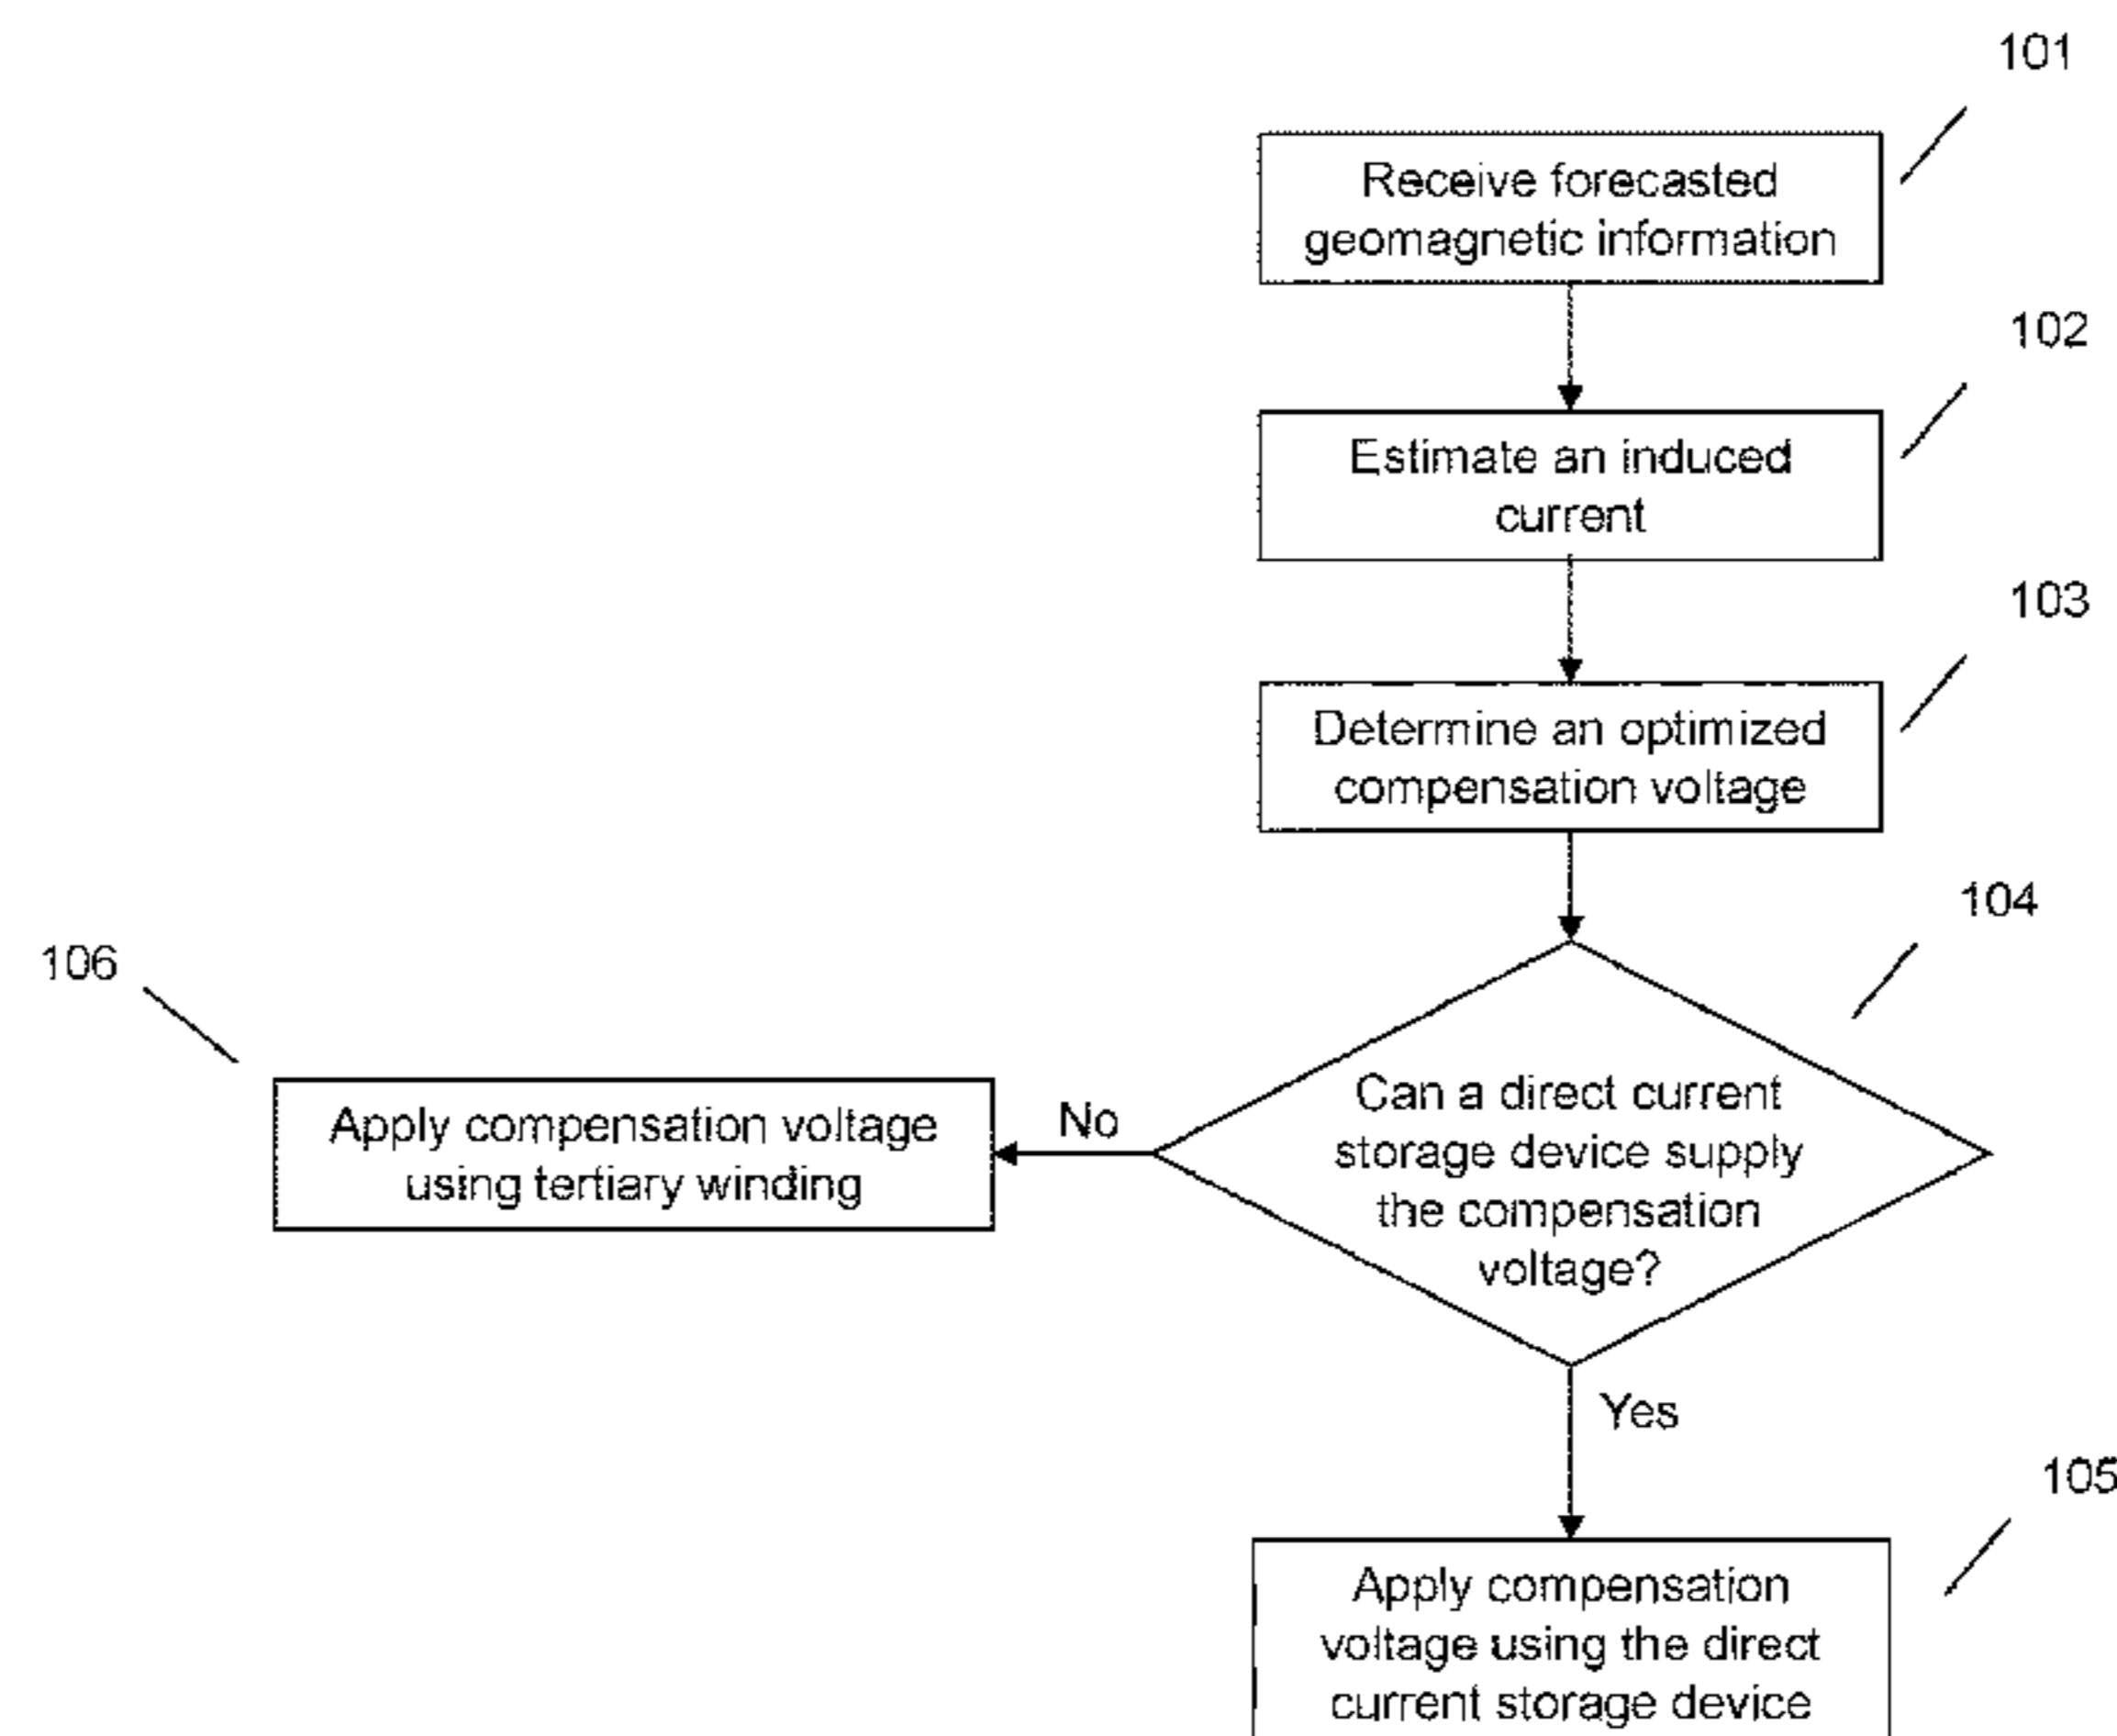 101
Receive forecasted
geomagnetic information
102
Estimate an induced
current
103
Determine an optimized
compensation voltage
104
106
Can a direct current
storage device supply
the compensation
voltage?
No
Apply compensation voltage
using tertiary winding
Yes
105
Apply compensation
voltage using the direct
current storage device